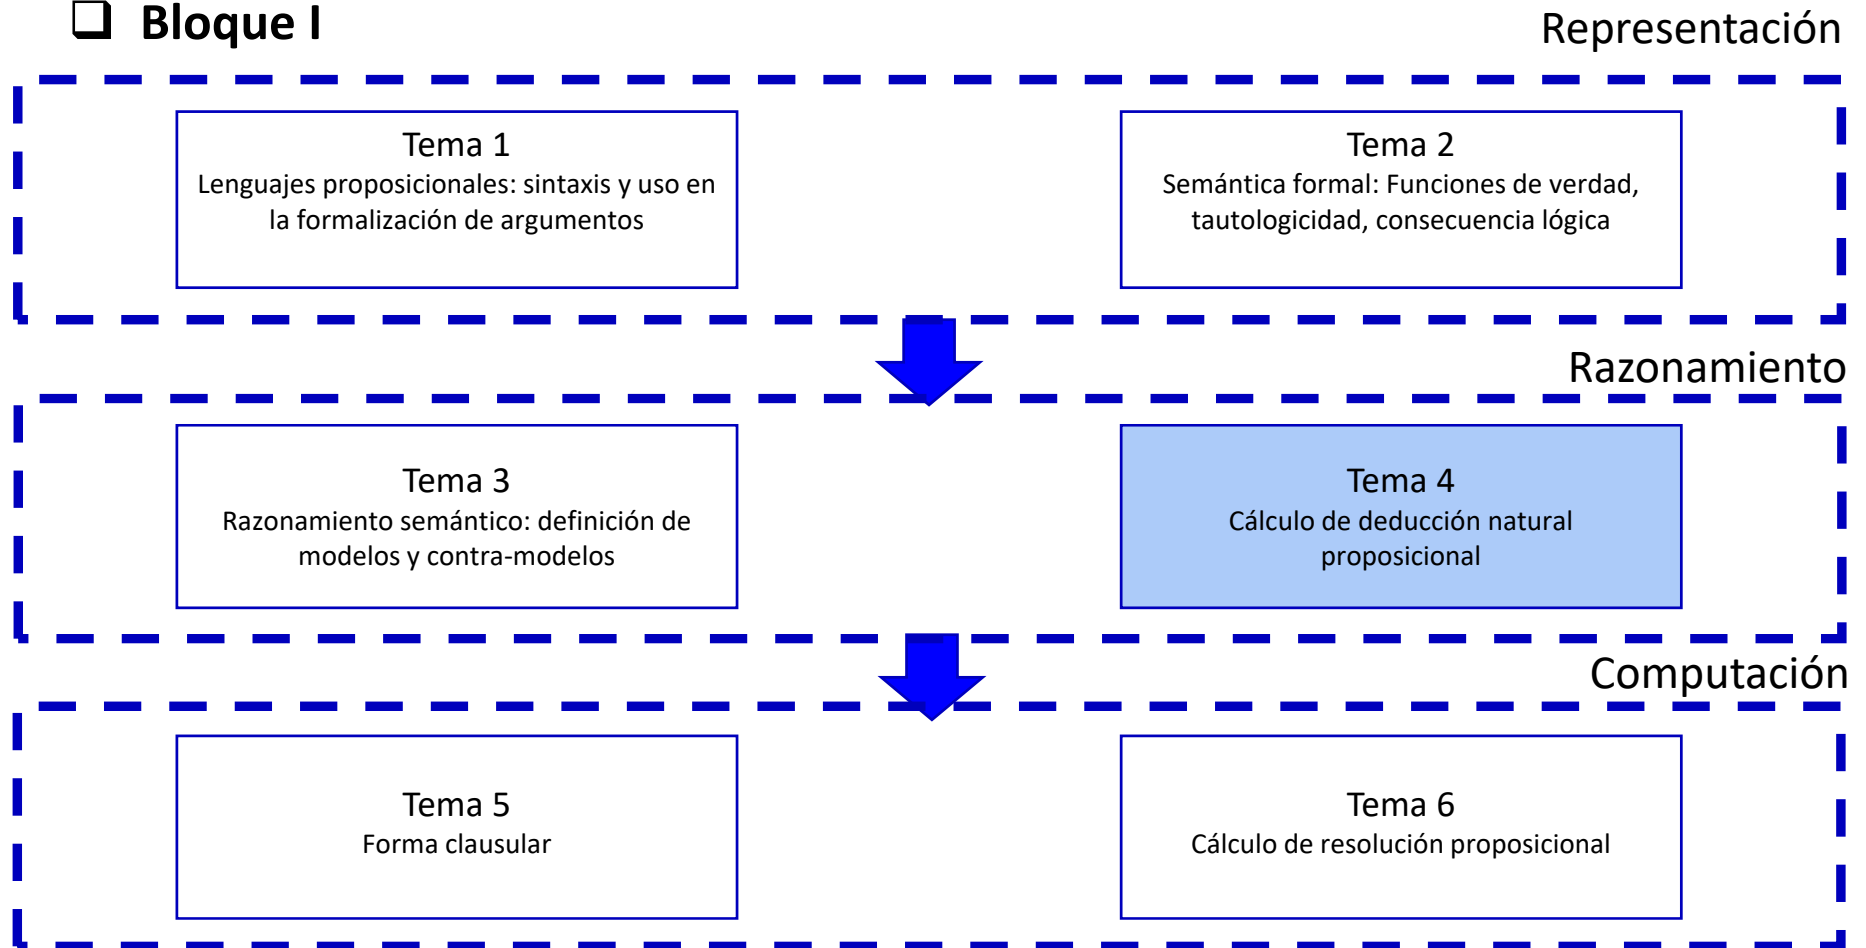 Bloque I
Representación
Tema 1
Lenguajes proposicionales: sintaxis y uso en
la formalización de argumentos
Tema 2
Semántica formal: Funciones de verdad,
tautologicidad, consecuencia lógica
Razonamiento
Tema 3
Razonamiento semántico: definición de
modelos y contra-modelos
Tema 4
Cálculo de deducción natural
proposicional
Computación
Tema 5
Forma clausular
Tema 6
Cálculo de resolución proposicional